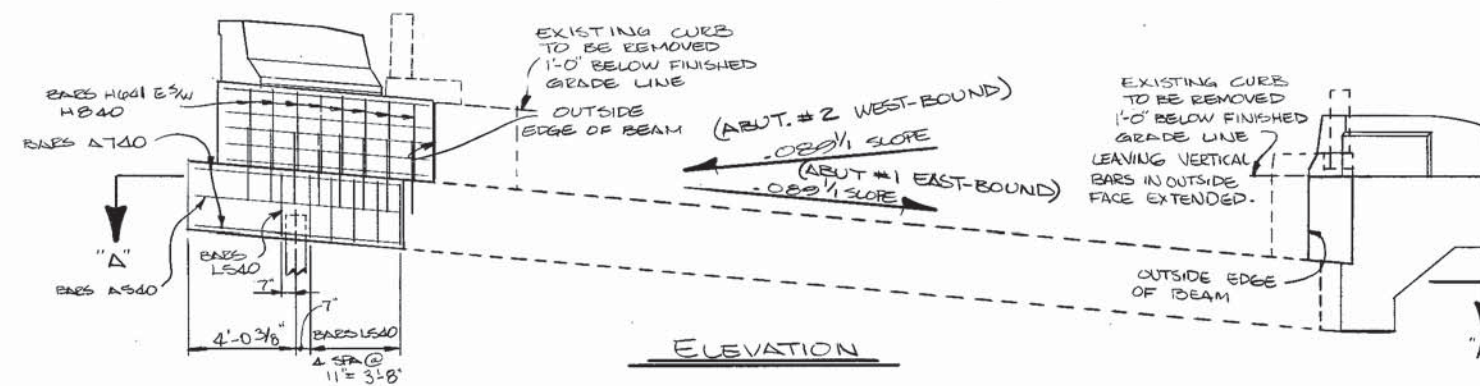 EXISTING CURB
TO BE REMOVED
1'-0" BELOW FINISHED
GRADE LINE
OUTSIDE
EDGE OF BEAM
BARS H641 E S/W
H840
BARS A740
"A"
BARS A540
BARS
L540
7"
7"
4'-0 3/8"
BARS L540
4 SPA @
11" = 3'-8"
(ABUT. #2 WEST-BOUND)
.089'/1 SLOPE
(ABUT #1 EAST-BOUND)
.089'/1 SLOPE
ELEVATION
EXISTING CURB
TO BE REMOVED
1'-0" BELOW FINISHED
GRADE LINE
LEAVING VERTICAL
BARS IN OUTSIDE
FACE EXTENDED.
OUTSIDE EDGE
OF BEAM